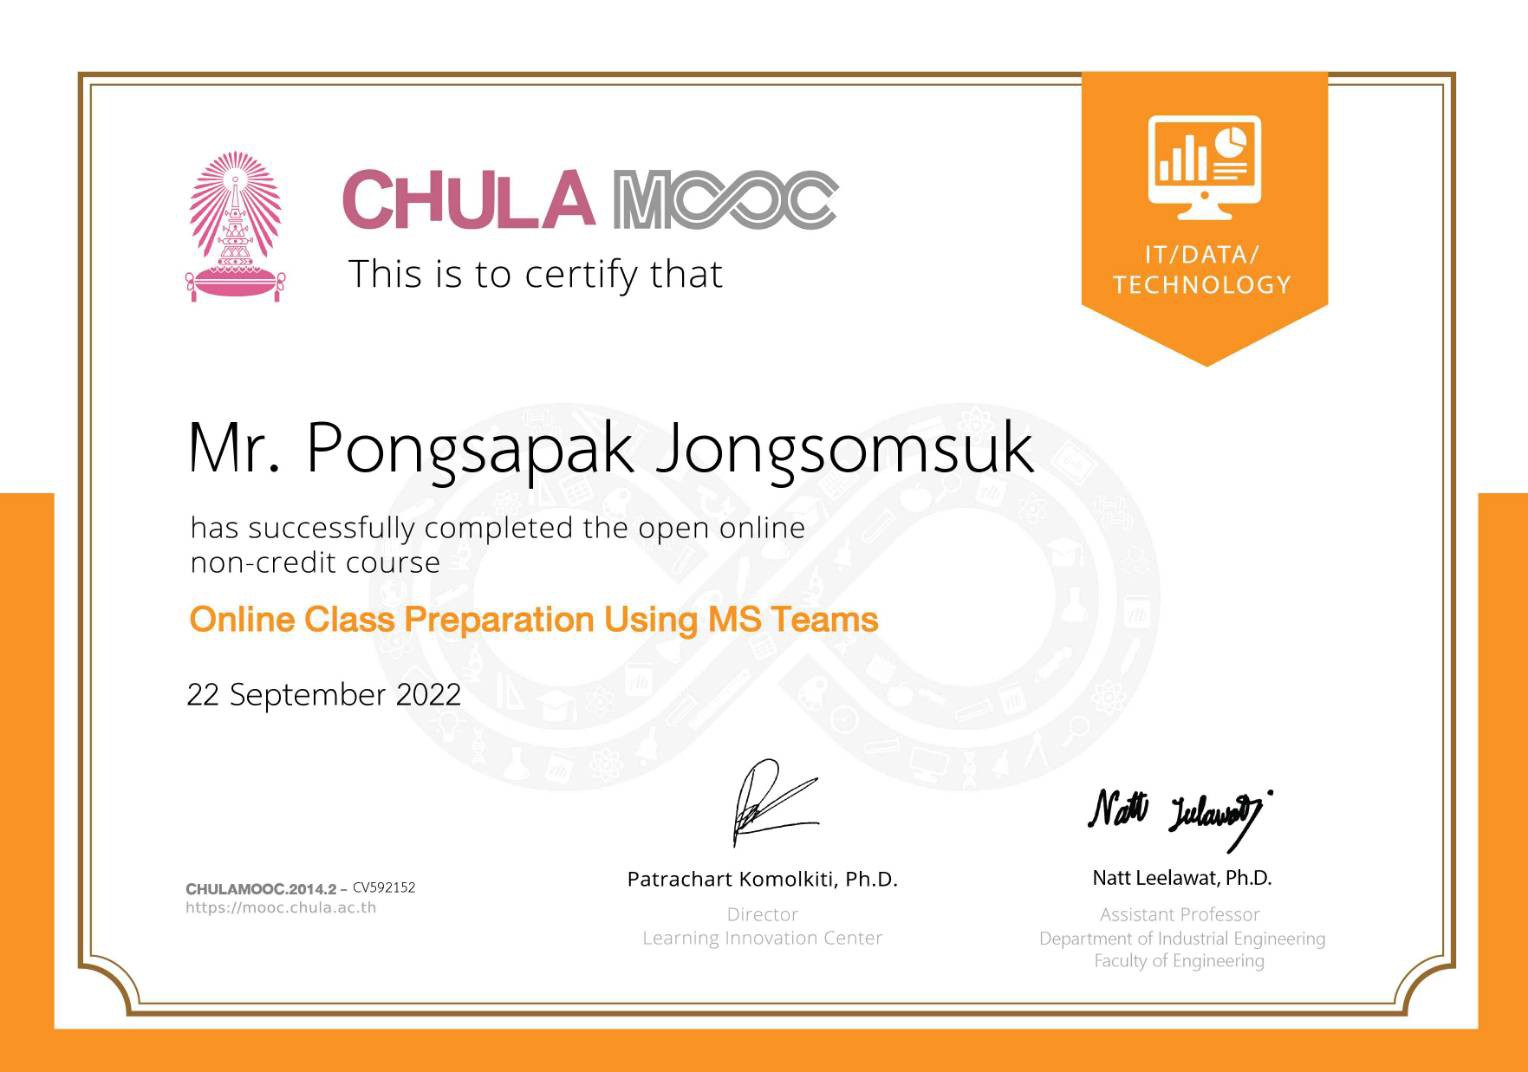 CHULA MOOC
This is to certify that
IT/DATA/
TECHNOLOGY
Mr. Pongsapak Jongsomsuk
has successfully completed the open online
non-credit course
Online Class Preparation Using MS Teams
22 September 2022
Natt Leelawat
Patrachart Komolkiti, Ph.D.
Director
Learning Innovation Center
Natt Leelawat, Ph.D.
Assistant Professor
Department of Industrial Engineering
Faculty of Engineering
CHULAMOOC.2014.2 – CV592152
https://mooc.chula.ac.th